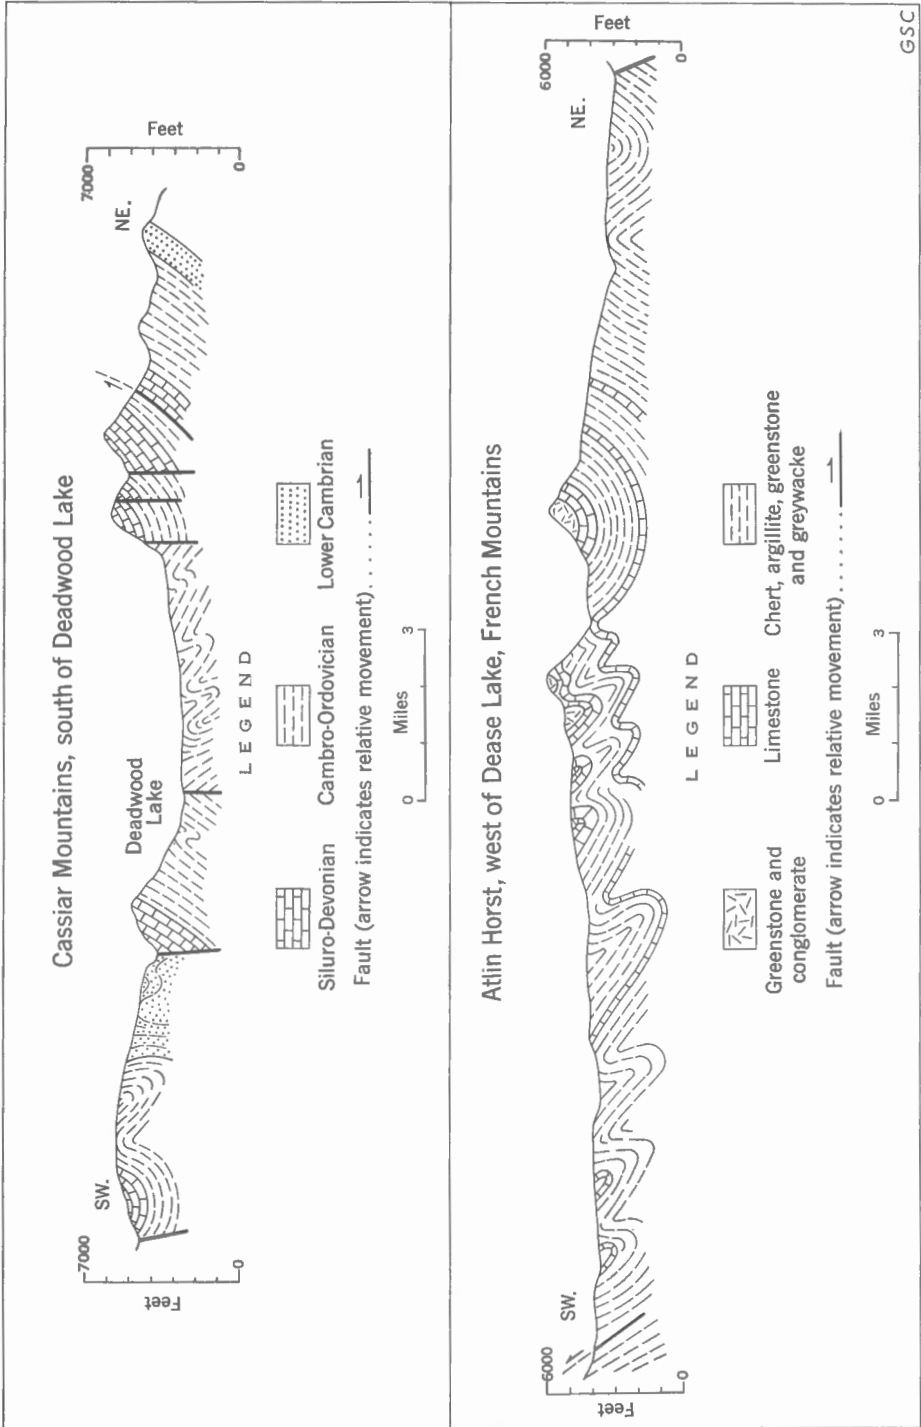 Cassiar Mountains, south of Deadwood Lake
7000
0
Feet
SW.
Deadwood
Lake
NE.
7000
0
Feet
LEGEND
Siluro-Devonian
Cambro-Ordovician
Lower Cambrian
Fault (arrow indicates relative movement)......
0
3
Miles
Atlin Horst, west of Dease Lake, French Mountains
6000
0
Feet
SW.
NE.
6000
0
Feet
LEGEND
Greenstone and
conglomerate
Limestone
Chert, argillite, greenstone
and greywacke
Fault (arrow indicates relative movement)......
0
3
Miles
GSC